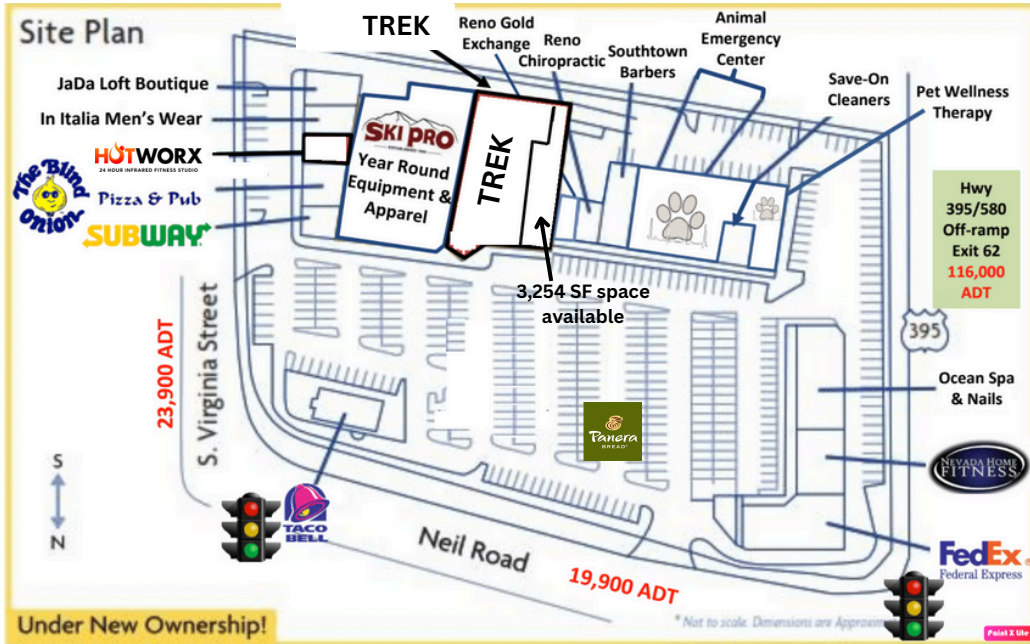 Site Plan
TREK
Reno Gold
Exchange
Reno
Chiropractic
Southtown
Barbers
Animal
Emergency
Center
Save-On
Cleaners
Pet Wellness
Therapy
JaDa Loft Boutique
In Italia Men's Wear
HOTWORX
24 HOUR INFRARED FITNESS STUDIO
The Blind
Onion
Pizza & Pub
SUBWAY
SKI PRO
Year Round
Equipment &
Apparel
TREK
3,254 SF space
available
Hwy
395/580
Off-ramp
Exit 62
116,000
ADT
395
23,900 ADT
S. Virginia Street
Ocean Spa
& Nails
Panera
BREAD
NEVADA HOME
FITNESS
S
N
TACO
BELL
Neil Road
19,900 ADT
FedEx
Federal Express
* Not to scale. Dimensions are
Under New Ownership!
Paint X Lite